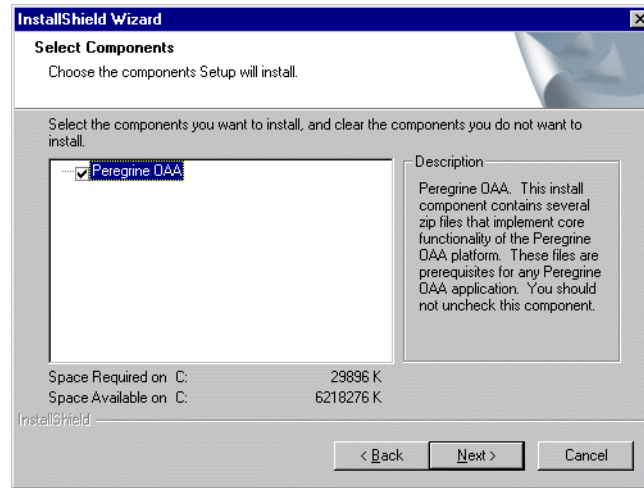 InstallShield Wizard
Select Components
Choose the components Setup will install.
Select the components you want to install, and clear the components you do not want to
install.
Peregrine OAA
Description
Peregrine OAA. This install
component contains several
zip files that implement core
functionality of the Peregrine
OAA platform. These files are
prerequisites for any Peregrine
OAA application. You should
not uncheck this component.
Space Required on C: 29896 K
Space Available on C: 6218276 K
InstallShield
< Back Next > Cancel